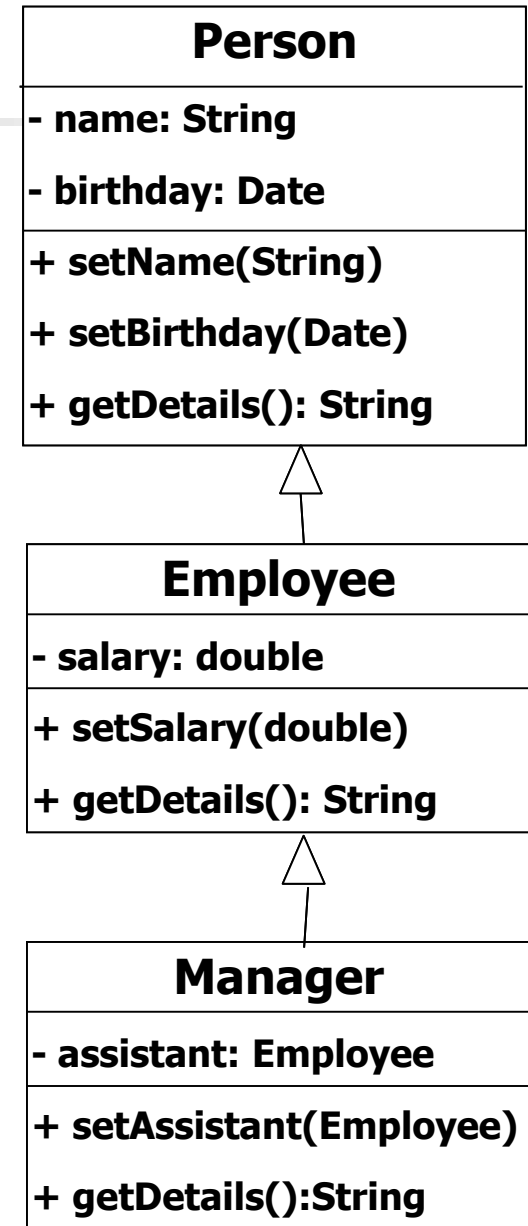 Person
- name: String
- birthday: Date
+ setName(String)
+ setBirthday(Date)
+ getDetails(): String
Employee
- salary: double
+ setSalary(double)
+ getDetails(): String
Manager
- assistant: Employee
+ setAssistant(Employee)
+ getDetails():String